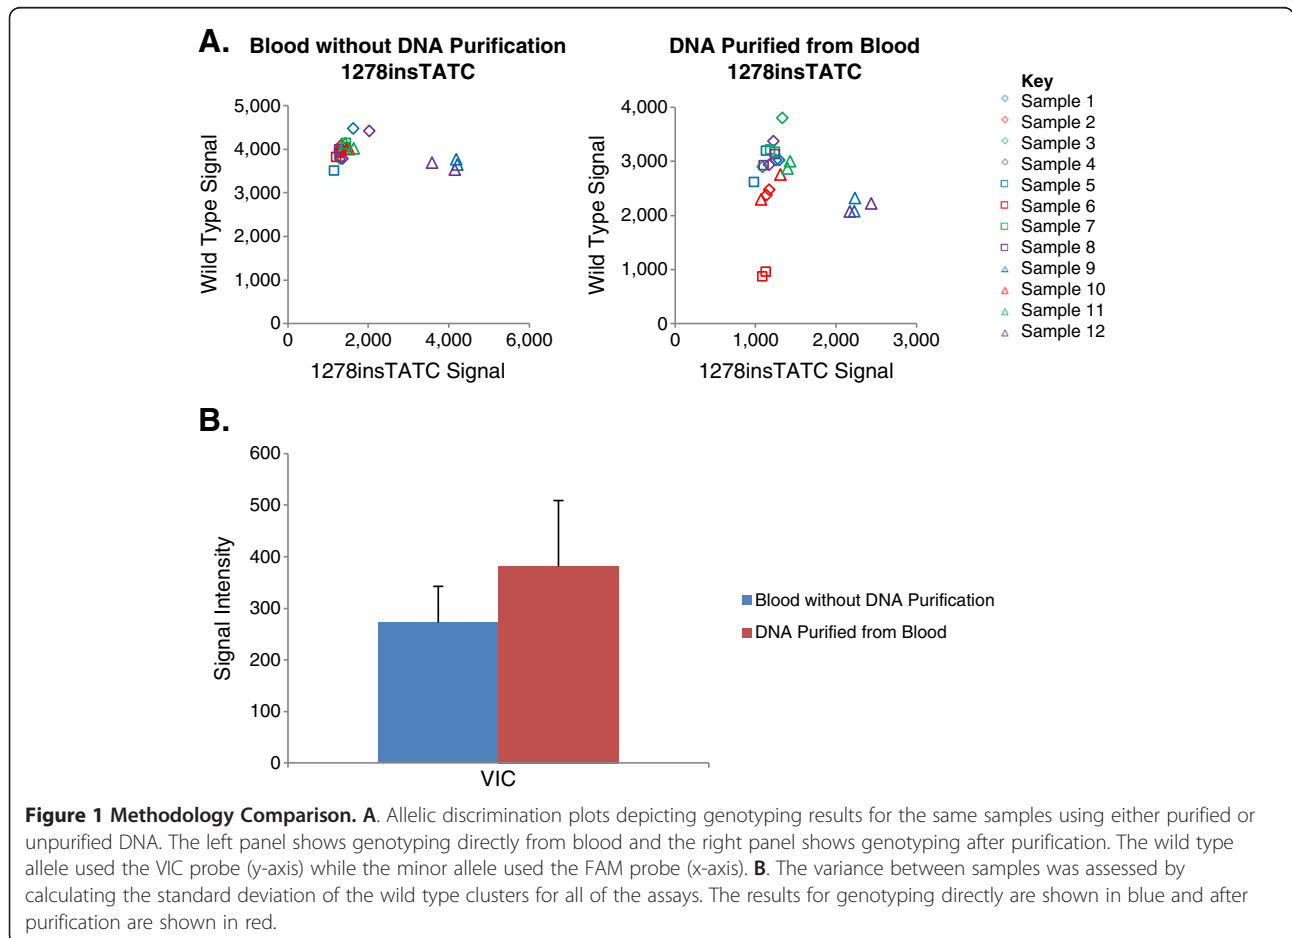 A. Blood without DNA Purification
1278insTATC
5,000
4,000
3,000
2,000
1,000
0
Wild Type Signal
0 2,000 4,000 6,000
1278insTATC Signal
DNA Purified from Blood
1278insTATC
4,000
3,000
2,000
1,000
0
Wild Type Signal
0 1,000 2,000 3,000
1278insTATC Signal
Key
Sample 1
Sample 2
Sample 3
Sample 4
Sample 5
Sample 6
Sample 7
Sample 8
Sample 9
Sample 10
Sample 11
Sample 12
B.
600
500
400
300
200
100
0
Signal Intensity
VIC
Blood without DNA Purification
DNA Purified from Blood
Figure 1 Methodology Comparison. A. Allelic discrimination plots depicting genotyping results for the same samples using either purified or
unpurified DNA. The left panel shows genotyping directly from blood and the right panel shows genotyping after purification. The wild type
allele used the VIC probe (y-axis) while the minor allele used the FAM probe (x-axis). B. The variance between samples was assessed by
calculating the standard deviation of the wild type clusters for all of the assays. The results for genotyping directly are shown in blue and after
purification are shown in red.